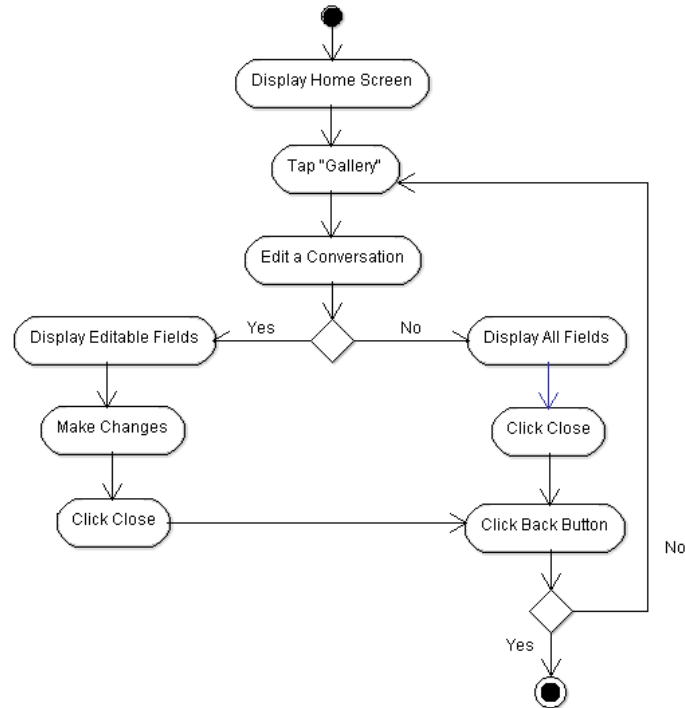 Display Home Screen
Tap "Gallery"
Edit a Conversation
Display Editable Fields
Yes
No
Display All Fields
Make Changes
Click Close
Click Close
Click Back Button
No
Yes